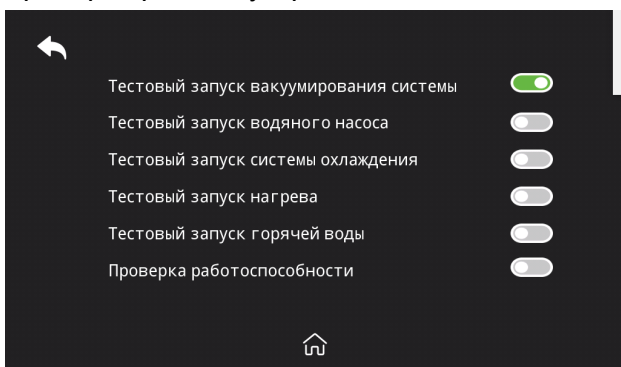 Тестовый запуск вакуумирования системы
Тестовый запуск водяного насоса
Тестовый запуск системы охлаждения
Тестовый запуск нагрева
Тестовый запуск горячей воды
Проверка работоспособности